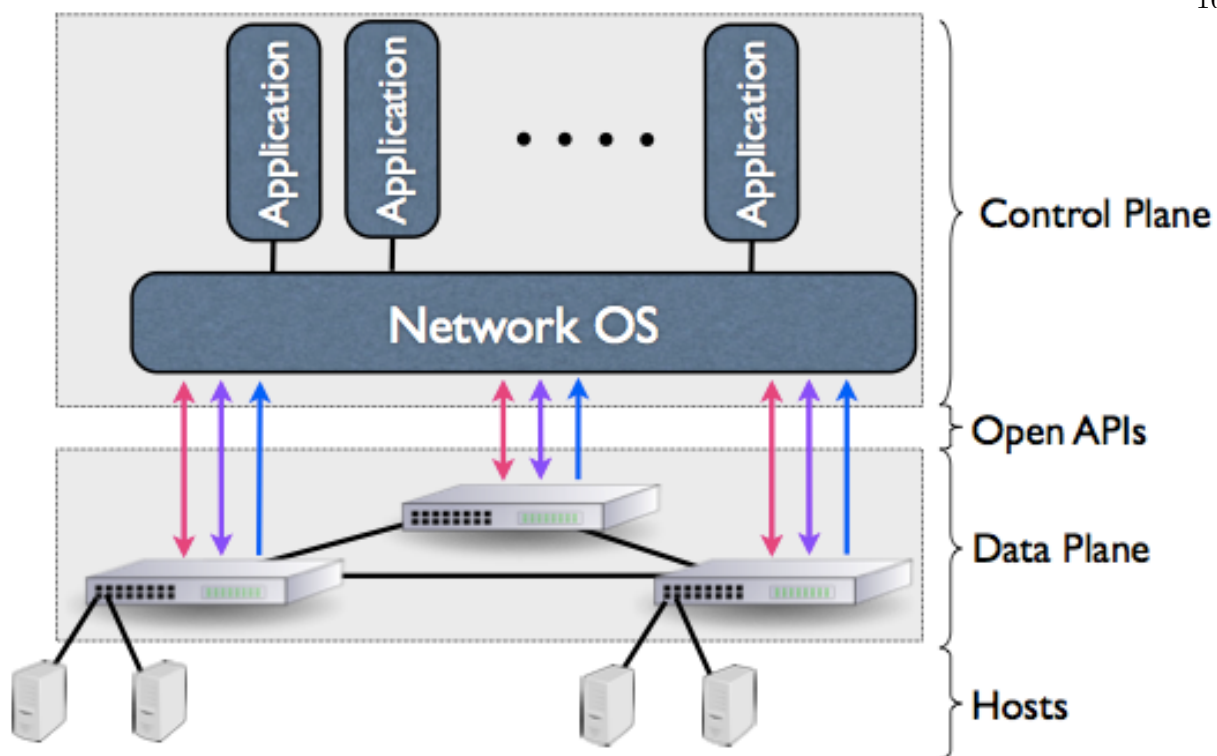 Application
Application
Application
Control Plane
Network OS
Open APIs
Data Plane
Hosts